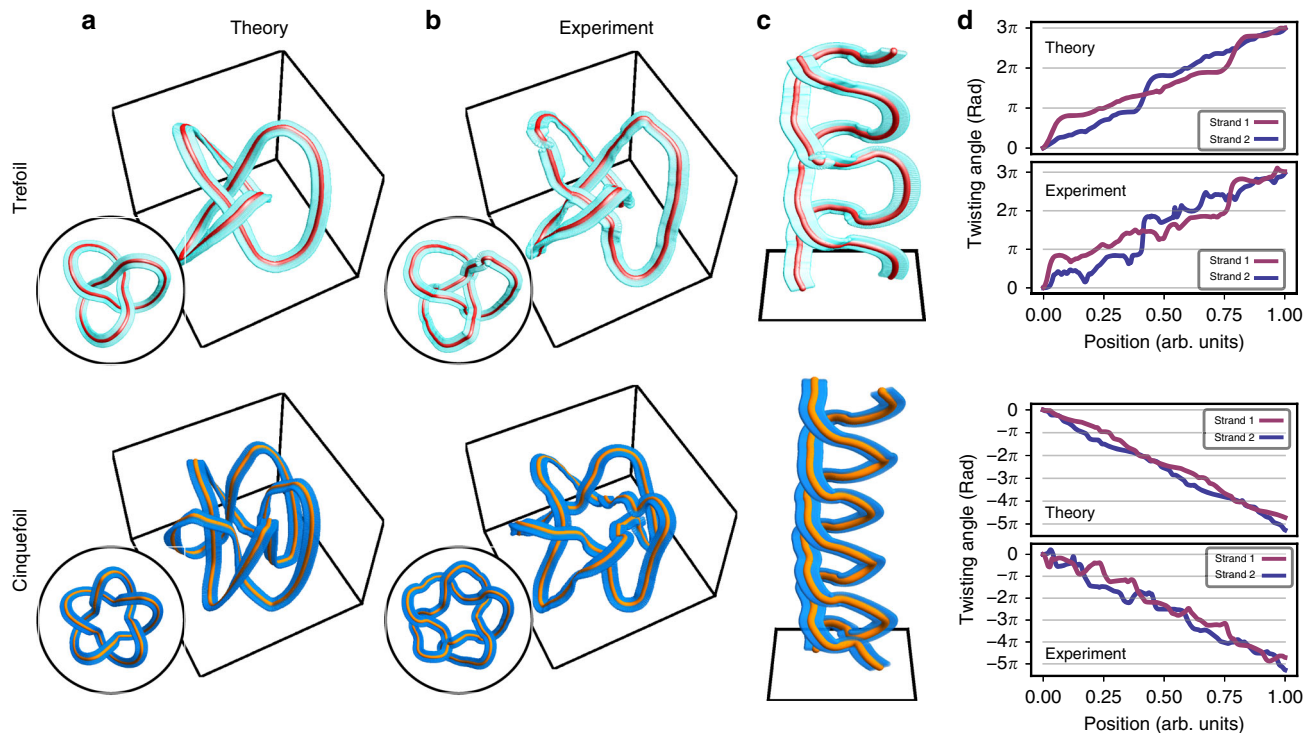 a
Theory
b
Experiment
c
d
Trefoil
Cinquefoil
Twisting angle (Rad)
3π
2π
π
0
Theory
Strand 1
Strand 2
3π
2π
π
0
Experiment
Strand 1
Strand 2
0.00 0.25 0.50 0.75 1.00
Position (arb. units)
Twisting angle (Rad)
0
−π
−2π
−3π
−4π
−5π
Strand 1
Strand 2
Theory
0
−π
−2π
−3π
−4π
−5π
Strand 1
Strand 2
Experiment
0.00 0.25 0.50 0.75 1.00
Position (arb. units)